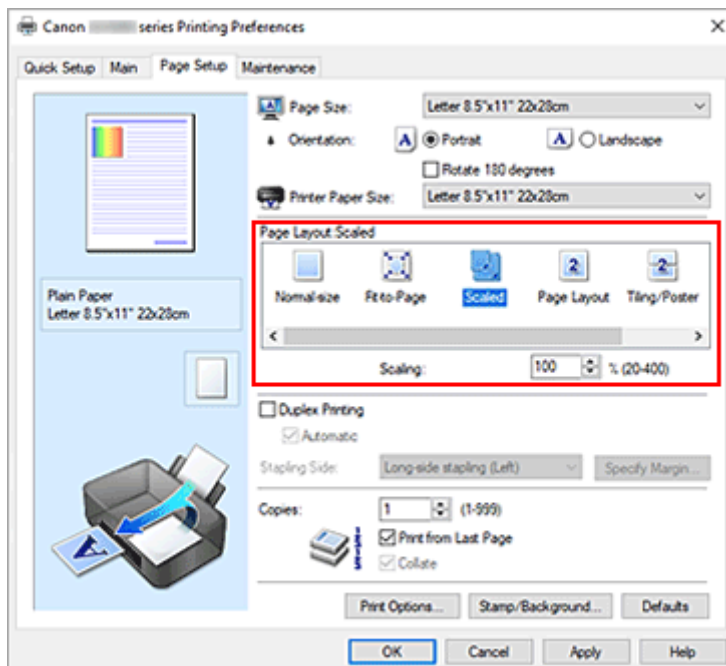 Canon series Printing Preferences
Quick Setup Main Page Setup Maintenance
Page Size: Letter 8.5"x11" 22x28cm
Orientation: A Portrait A Landscape
Rotate 180 degrees
Printer Paper Size: Letter 8.5"x11" 22x28cm
Page Layout:Scaled
2 2
Normal-size Fit-to-Page Scaled Page Layout Tiling/Poster
Scaling: 100 % (20-400)
Plain Paper
Letter 8.5"x11" 22x28cm
Duplex Printing
Automatic
Stapling Side: Long-side stapling (Left) Specify Margin...
Copies: 1 (1-999)
Print from Last Page
Collate
A
Print Options... Stamp/Background... Defaults
OK Cancel Apply Help